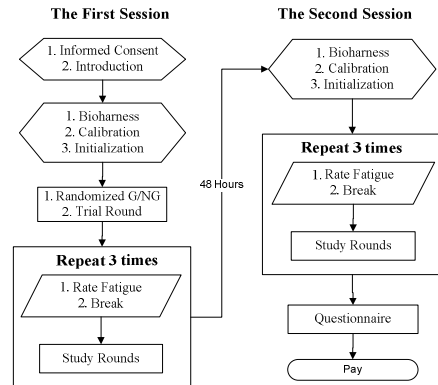 The First Session
1. Informed Consent
2. Introduction
1. Bioharness
2. Calibration
3. Initialization
1. Randomized G/NG
2. Trial Round
Repeat 3 times
1. Rate Fatigue
2. Break
Study Rounds
48 Hours
The Second Session
1. Bioharness
2. Calibration
3. Initialization
Repeat 3 times
1. Rate Fatigue
2. Break
Study Rounds
Questionnaire
Pay